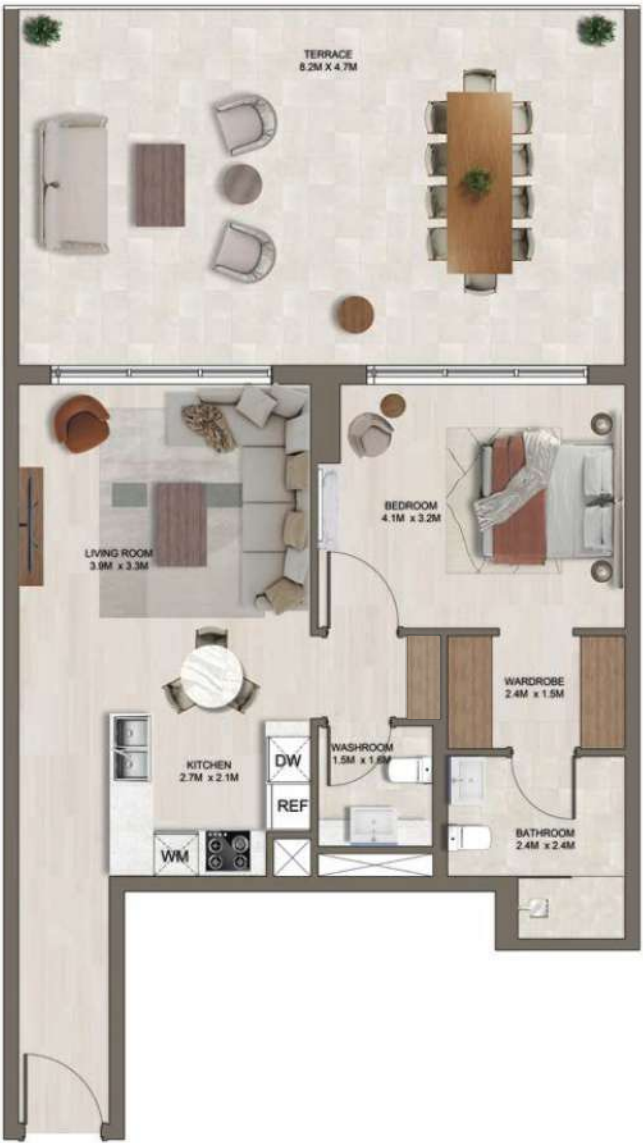 TERRACE
8.2M X 4.7M
BEDROOM
4.1M x 3.2M
LIVING ROOM
3.9M x 3.3M
WARDROBE
2.4M x 1.5M
KITCHEN
2.7M x 2.1M
DW
WASHROOM
1.5M x 1.6M
REF
BATHROOM
2.4M x 2.4M
WM